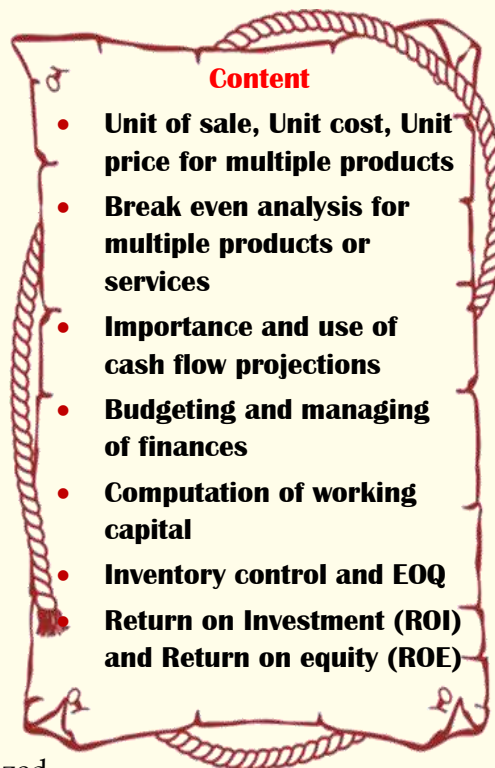 Content
• Unit of sale, Unit cost, Unit
price for multiple products
• Break even analysis for
multiple products or
services
• Importance and use of
cash flow projections
• Budgeting and managing
of finances
• Computation of working
capital
• Inventory control and EOQ
• Return on Investment (ROI)
and Return on equity (ROE)